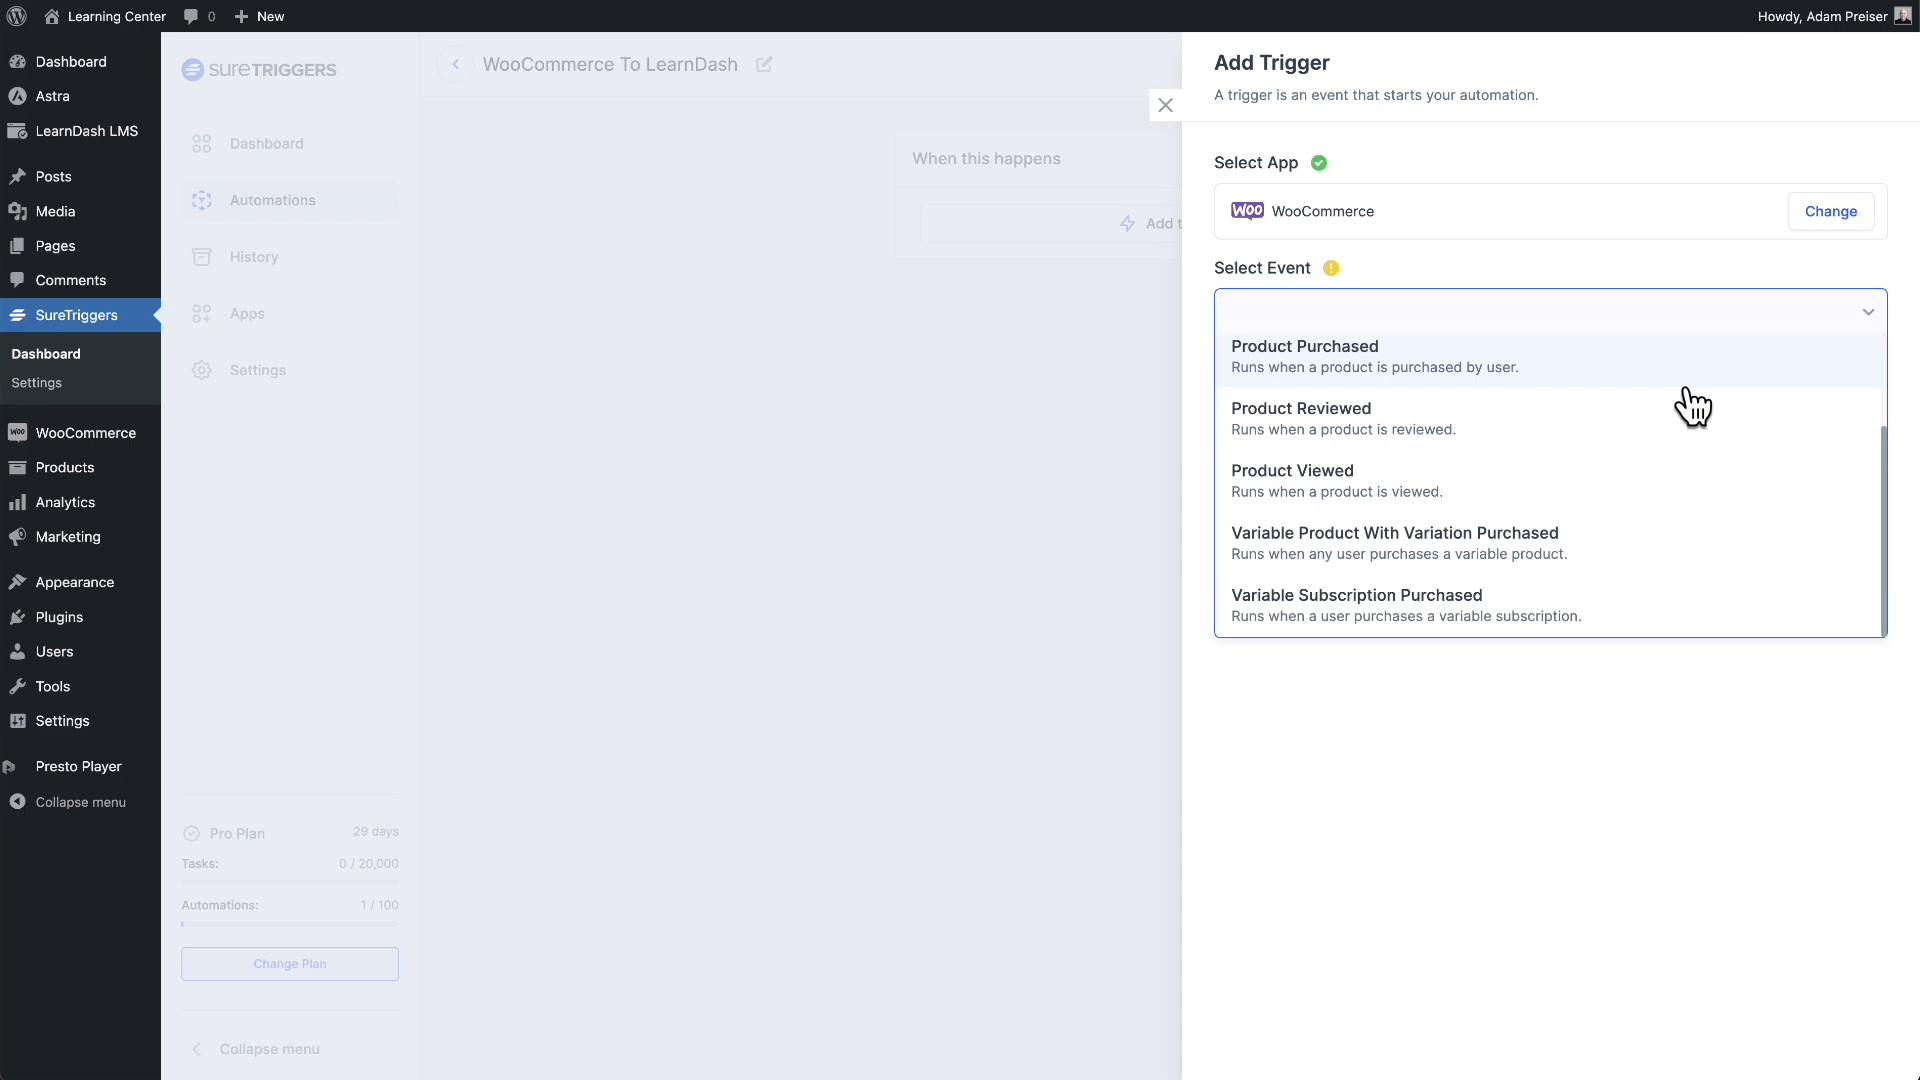 Learning Center
0
New
Howdy, Adam Preiser
Dashboard
Astra
LearnDash LMS
Posts
Media
Pages
Comments
SureTriggers
Dashboard
Settings
WooCommerce
Products
Analytics
Marketing
Appearance
Plugins
Users
Tools
Settings
Presto Player
Collapse menu
SureTRIGGERS
Dashboard
Automations
History
Apps
Settings
Pro Plan 29 days
Tasks: 0 / 20,000
Automations: 1 / 100
Change Plan
Collapse menu
WooCommerce To LearnDash
When this happens
Add t
Add Trigger
A trigger is an event that starts your automation.
Select App
Woo WooCommerce
Change
Select Event
Product Purchased
Runs when a product is purchased by user.
Product Reviewed
Runs when a product is reviewed.
Product Viewed
Runs when a product is viewed.
Variable Product With Variation Purchased
Runs when any user purchases a variable product.
Variable Subscription Purchased
Runs when a user purchases a variable subscription.